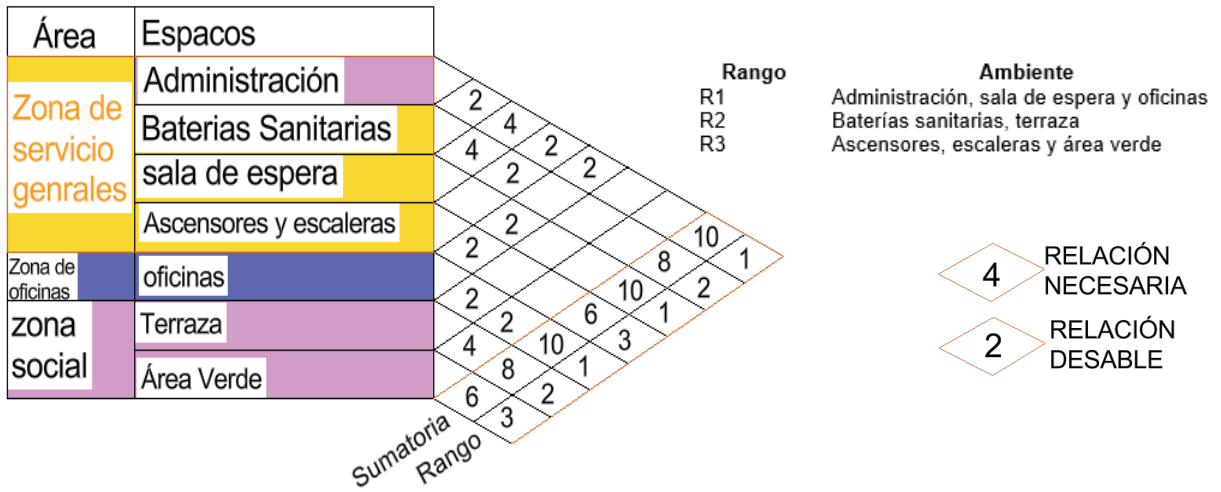 Área Espacos
Zona de
servicio
genrales
Administración
Baterias Sanitarias
sala de espera
Ascensores y escaleras
Zona de
oficinas
oficinas
zona
social
Terraza
Área Verde
2
4
2
2
4
2
2
2
2
2
4
10
8
10
6
10
8
6
1
2
1
3
1
2
3
Sumatoria
Rango
Rango Ambiente
R1 Administración, sala de espera y oficinas
R2 Baterías sanitarias, terraza
R3 Ascensores, escaleras y área verde
4 RELACIÓN
NECESARIA
2 RELACIÓN
DESABLE